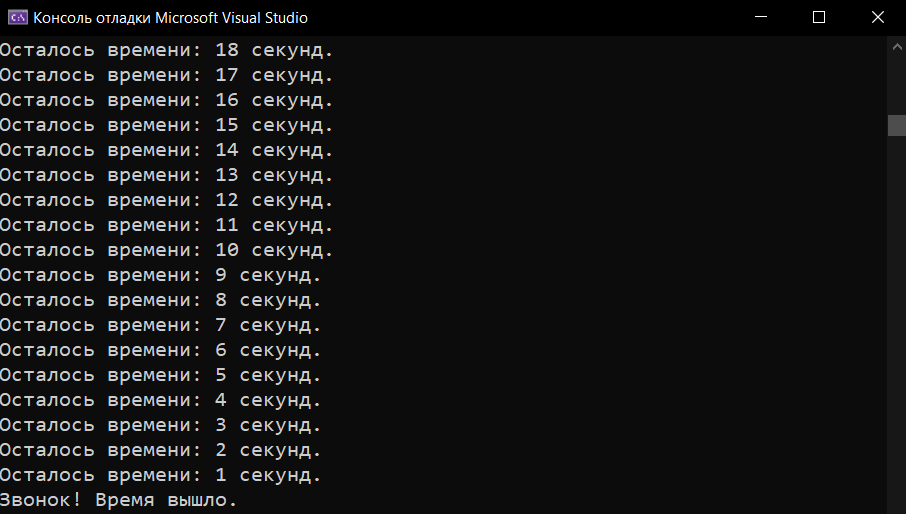 Консоль отладки Microsoft Visual Studio
Осталось времени: 18 секунд.
Осталось времени: 17 секунд.
Осталось времени: 16 секунд.
Осталось времени: 15 секунд.
Осталось времени: 14 секунд.
Осталось времени: 13 секунд.
Осталось времени: 12 секунд.
Осталось времени: 11 секунд.
Осталось времени: 10 секунд.
Осталось времени: 9 секунд.
Осталось времени: 8 секунд.
Осталось времени: 7 секунд.
Осталось времени: 6 секунд.
Осталось времени: 5 секунд.
Осталось времени: 4 секунд.
Осталось времени: 3 секунд.
Осталось времени: 2 секунд.
Осталось времени: 1 секунд.
Звонок! Время вышло.